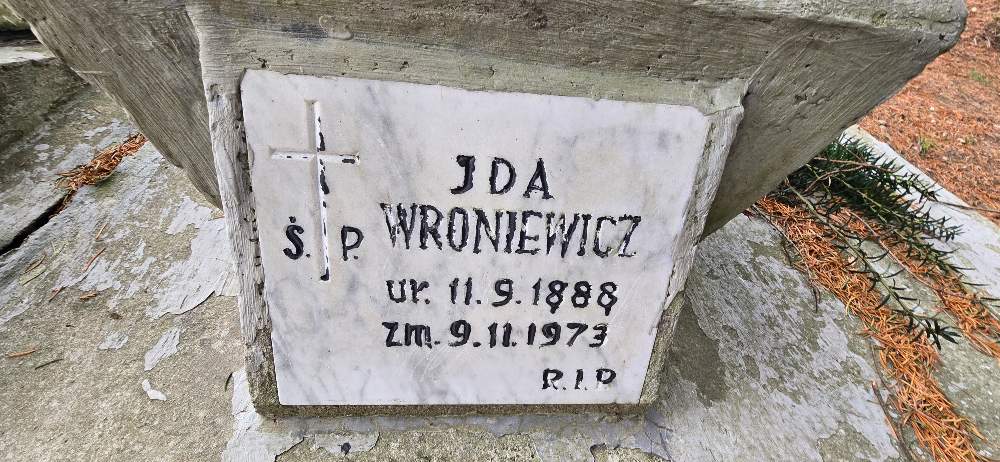 JDA
Ś. P. WRONIEWICZ
ur. 11.9.1888
zm. 9.11.1973
R.I.P